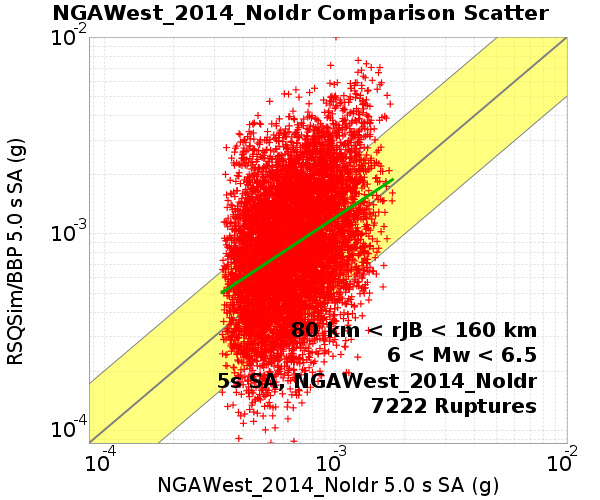 NGAWest_2014_NoIdr Comparison Scatter
10-2
10-3
10-4
RSQSim/BBP 5.0 s SA (g)
80 km < rJB < 160 km
6 < Mw < 6.5
5s SA, NGAWest_2014_NoIdr
7222 Ruptures
10-4 10-3 10-2
NGAWest_2014_NoIdr 5.0 s SA (g)